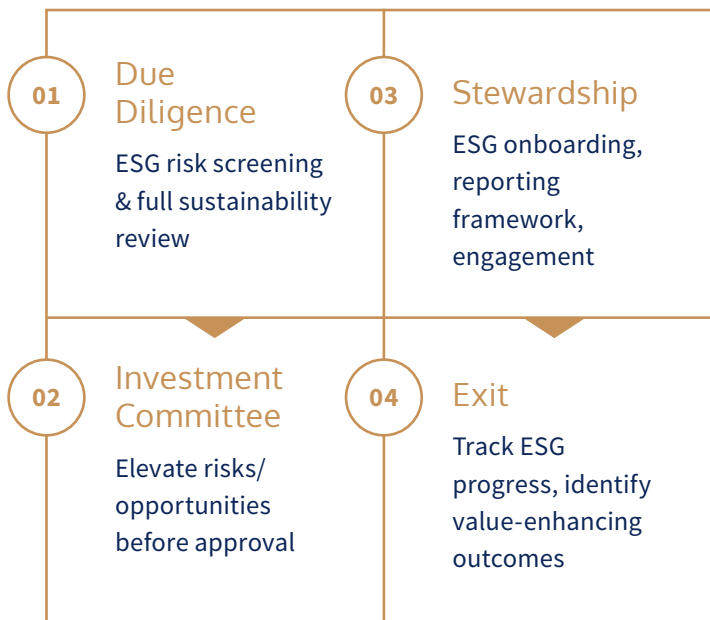 01
Due
Diligence
ESG risk screening
& full sustainability
review
02
Investment
Committee
Elevate risks/
opportunities
before approval
03
Stewardship
ESG onboarding,
reporting
framework,
engagement
04
Exit
Track ESG
progress, identify
value-enhancing
outcomes